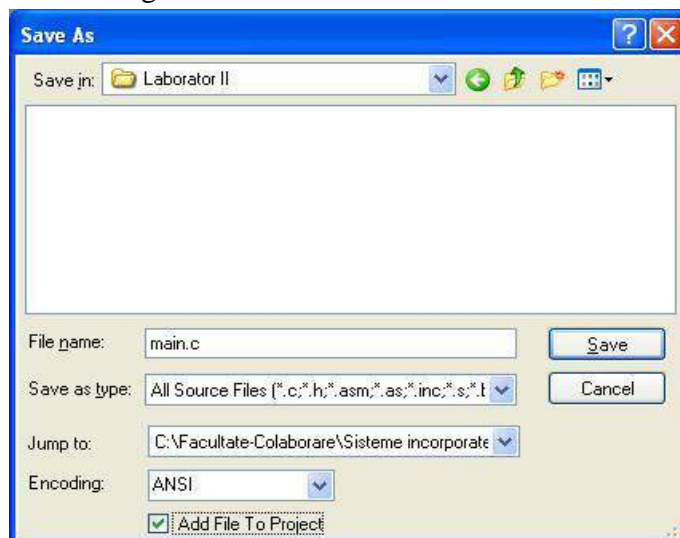 Save As
Save in: Laborator II
File name: main.c Save
Save as type: All Source Files (*.c;*.h;*.asm;*.as;*.inc;*.s;*.t Cancel
Jump to: C:\Facultate-Colaborare\Sisteme incorporate
Encoding: ANSI
Add File To Project